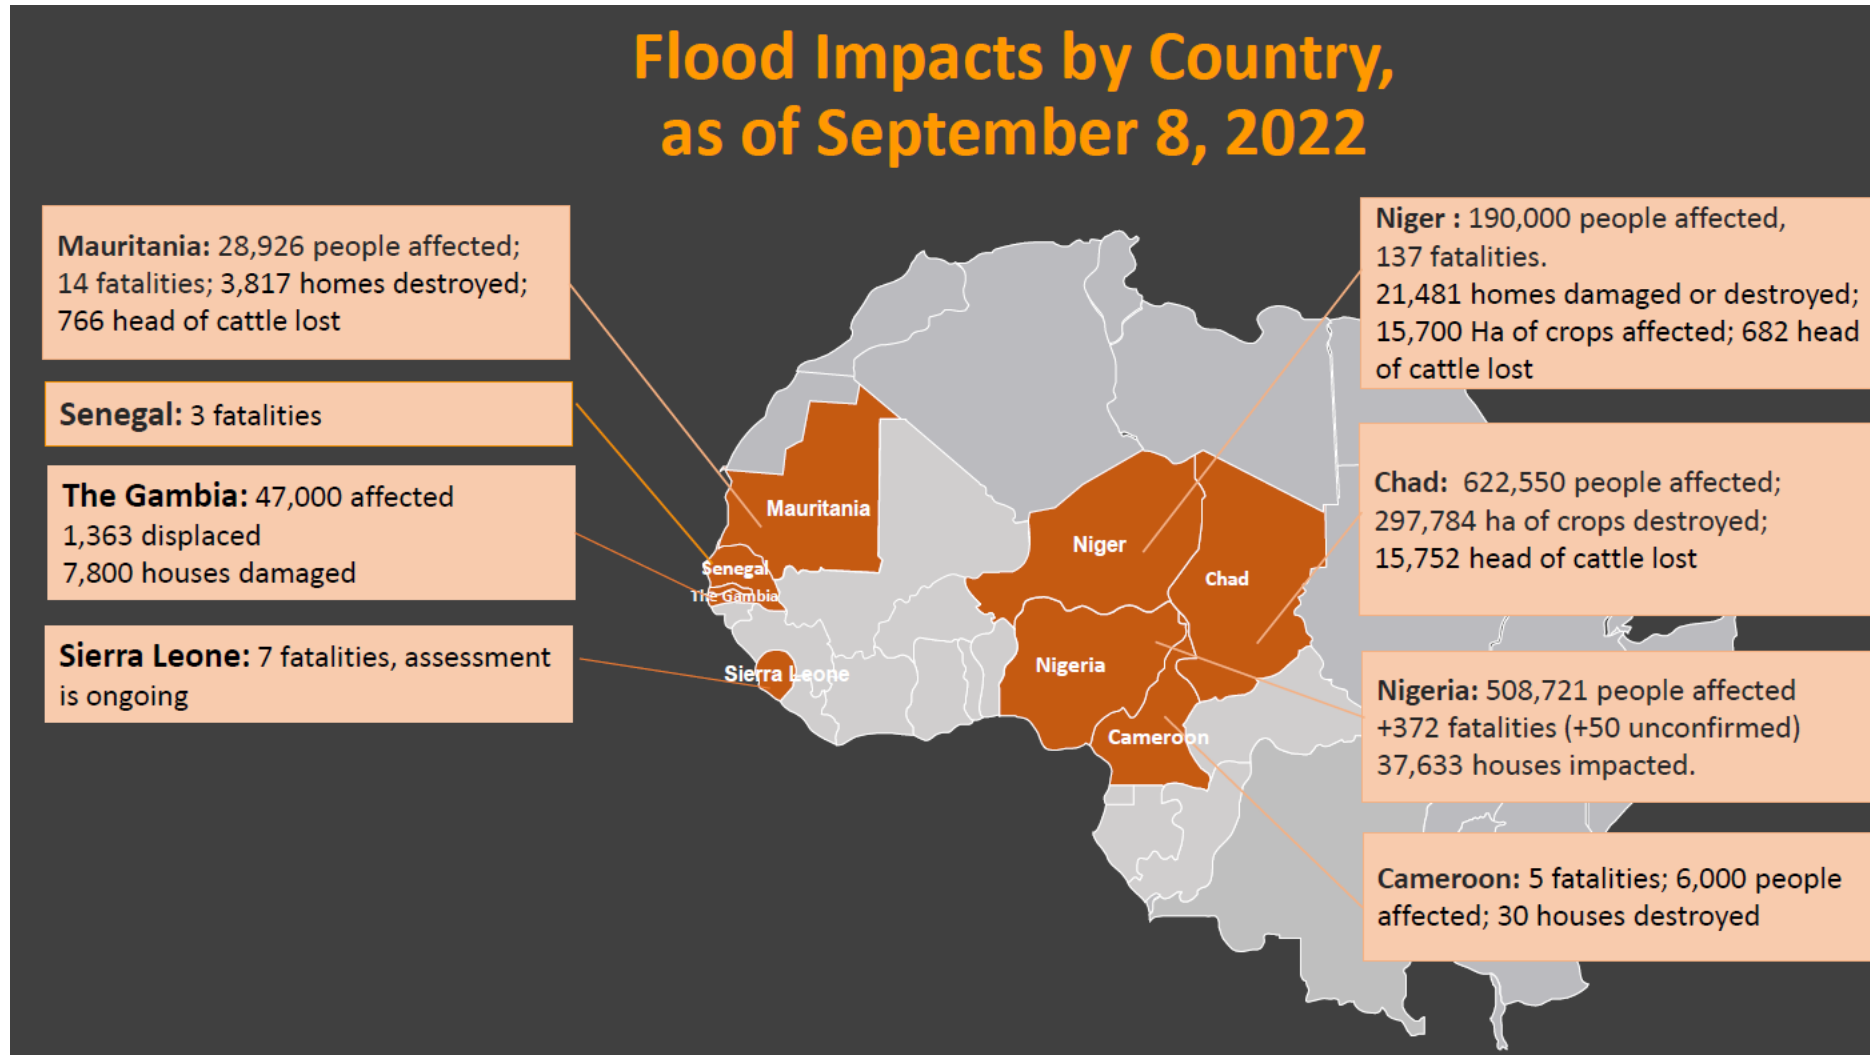 Flood Impacts by Country,
as of September 8, 2022
Mauritania: 28,926 people affected;
14 fatalities; 3,817 homes destroyed;
766 head of cattle lost
Senegal: 3 fatalities
The Gambia: 47,000 affected
1,363 displaced
7,800 houses damaged
Sierra Leone: 7 fatalities, assessment
is ongoing
Mauritania
Senegal
The Gambia
Sierra Leone
Niger
Chad
Nigeria
Cameroon
Niger : 190,000 people affected,
137 fatalities.
21,481 homes damaged or destroyed;
15,700 Ha of crops affected; 682 head
of cattle lost
Chad: 622,550 people affected;
297,784 ha of crops destroyed;
15,752 head of cattle lost
Nigeria: 508,721 people affected
+372 fatalities (+50 unconfirmed)
37,633 houses impacted.
Cameroon: 5 fatalities; 6,000 people
affected; 30 houses destroyed